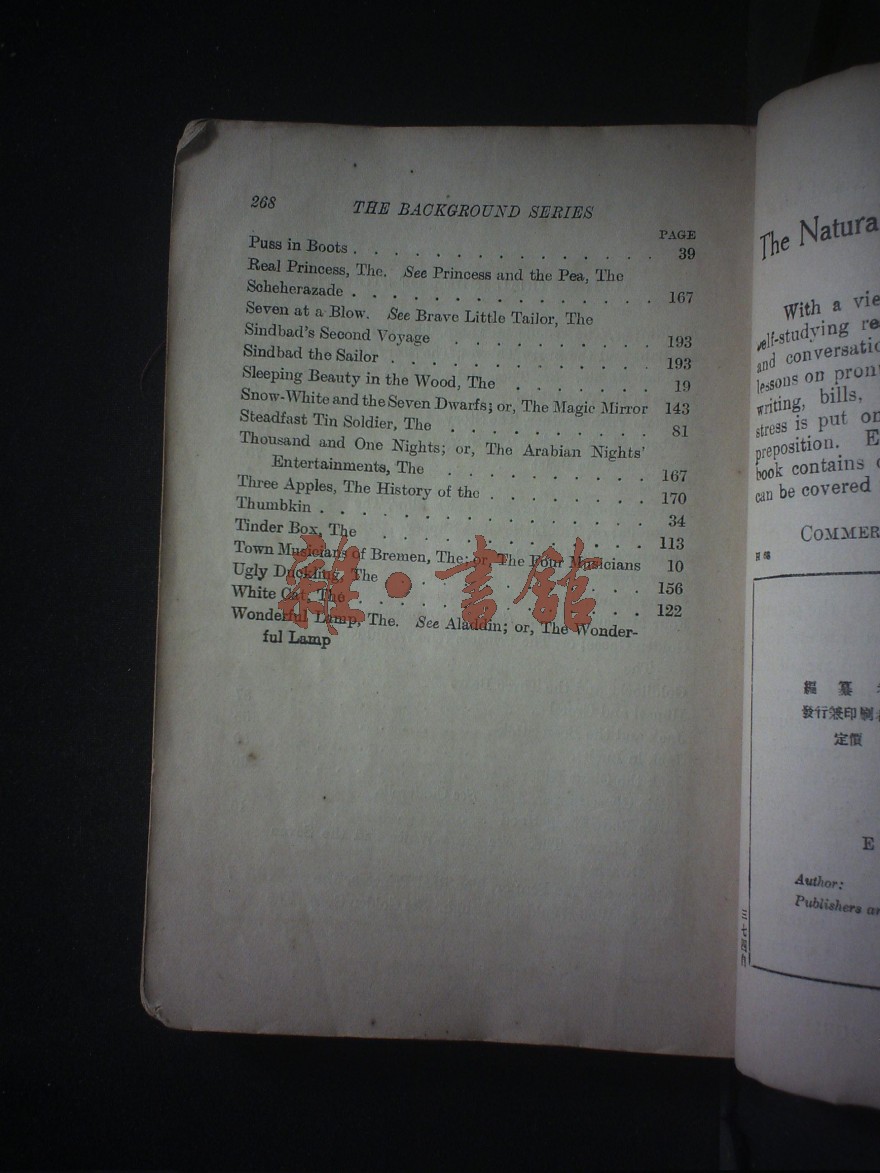 268 THE BACKGROUND SERIES
PAGE
Puss in Boots . . . . . . . . . . . . . . . 39
Real Princess, The. See Princess and the Pea, The
Scheherazade . . . . . . . . . . . . . . . 167
Seven at a Blow. See Brave Little Tailor, The
Sindbad's Second Voyage . . . . . . . . . . 193
Sindbad the Sailor . . . . . . . . . . . . . 193
Sleeping Beauty in the Wood, The . . . . . . . 19
Snow-White and the Seven Dwarfs; or, The Magic Mirror 143
Steadfast Tin Soldier, The . . . . . . . . . . 81
Thousand and One Nights; or, The Arabian Nights'
Entertainments, The . . . . . . . . . . 167
Three Apples, The History of the . . . . . . . . 170
Thumbkin . . . . . . . . . . . . . . . . 34
Tinder Box, The . . . . . . . . . . . . . 113
Town Musicians of Bremen, The; or, The Four Musicians 10
Ugly Duckling, The . . . . . . . . . . . . 156
White Cat, The . . . . . . . . . . . . . . 122
Wonderful Lamp, The. See Aladdin; or, The Wonder-
ful Lamp
雜·書館
The Natura
With a vie
self-studying re
and conversatio
lessons on pron
writing, bills,
stress is put on
preposition. E
book contains
can be covered
COMMER
編纂
發行兼印刷者
定價
E
Author:
Publishers an